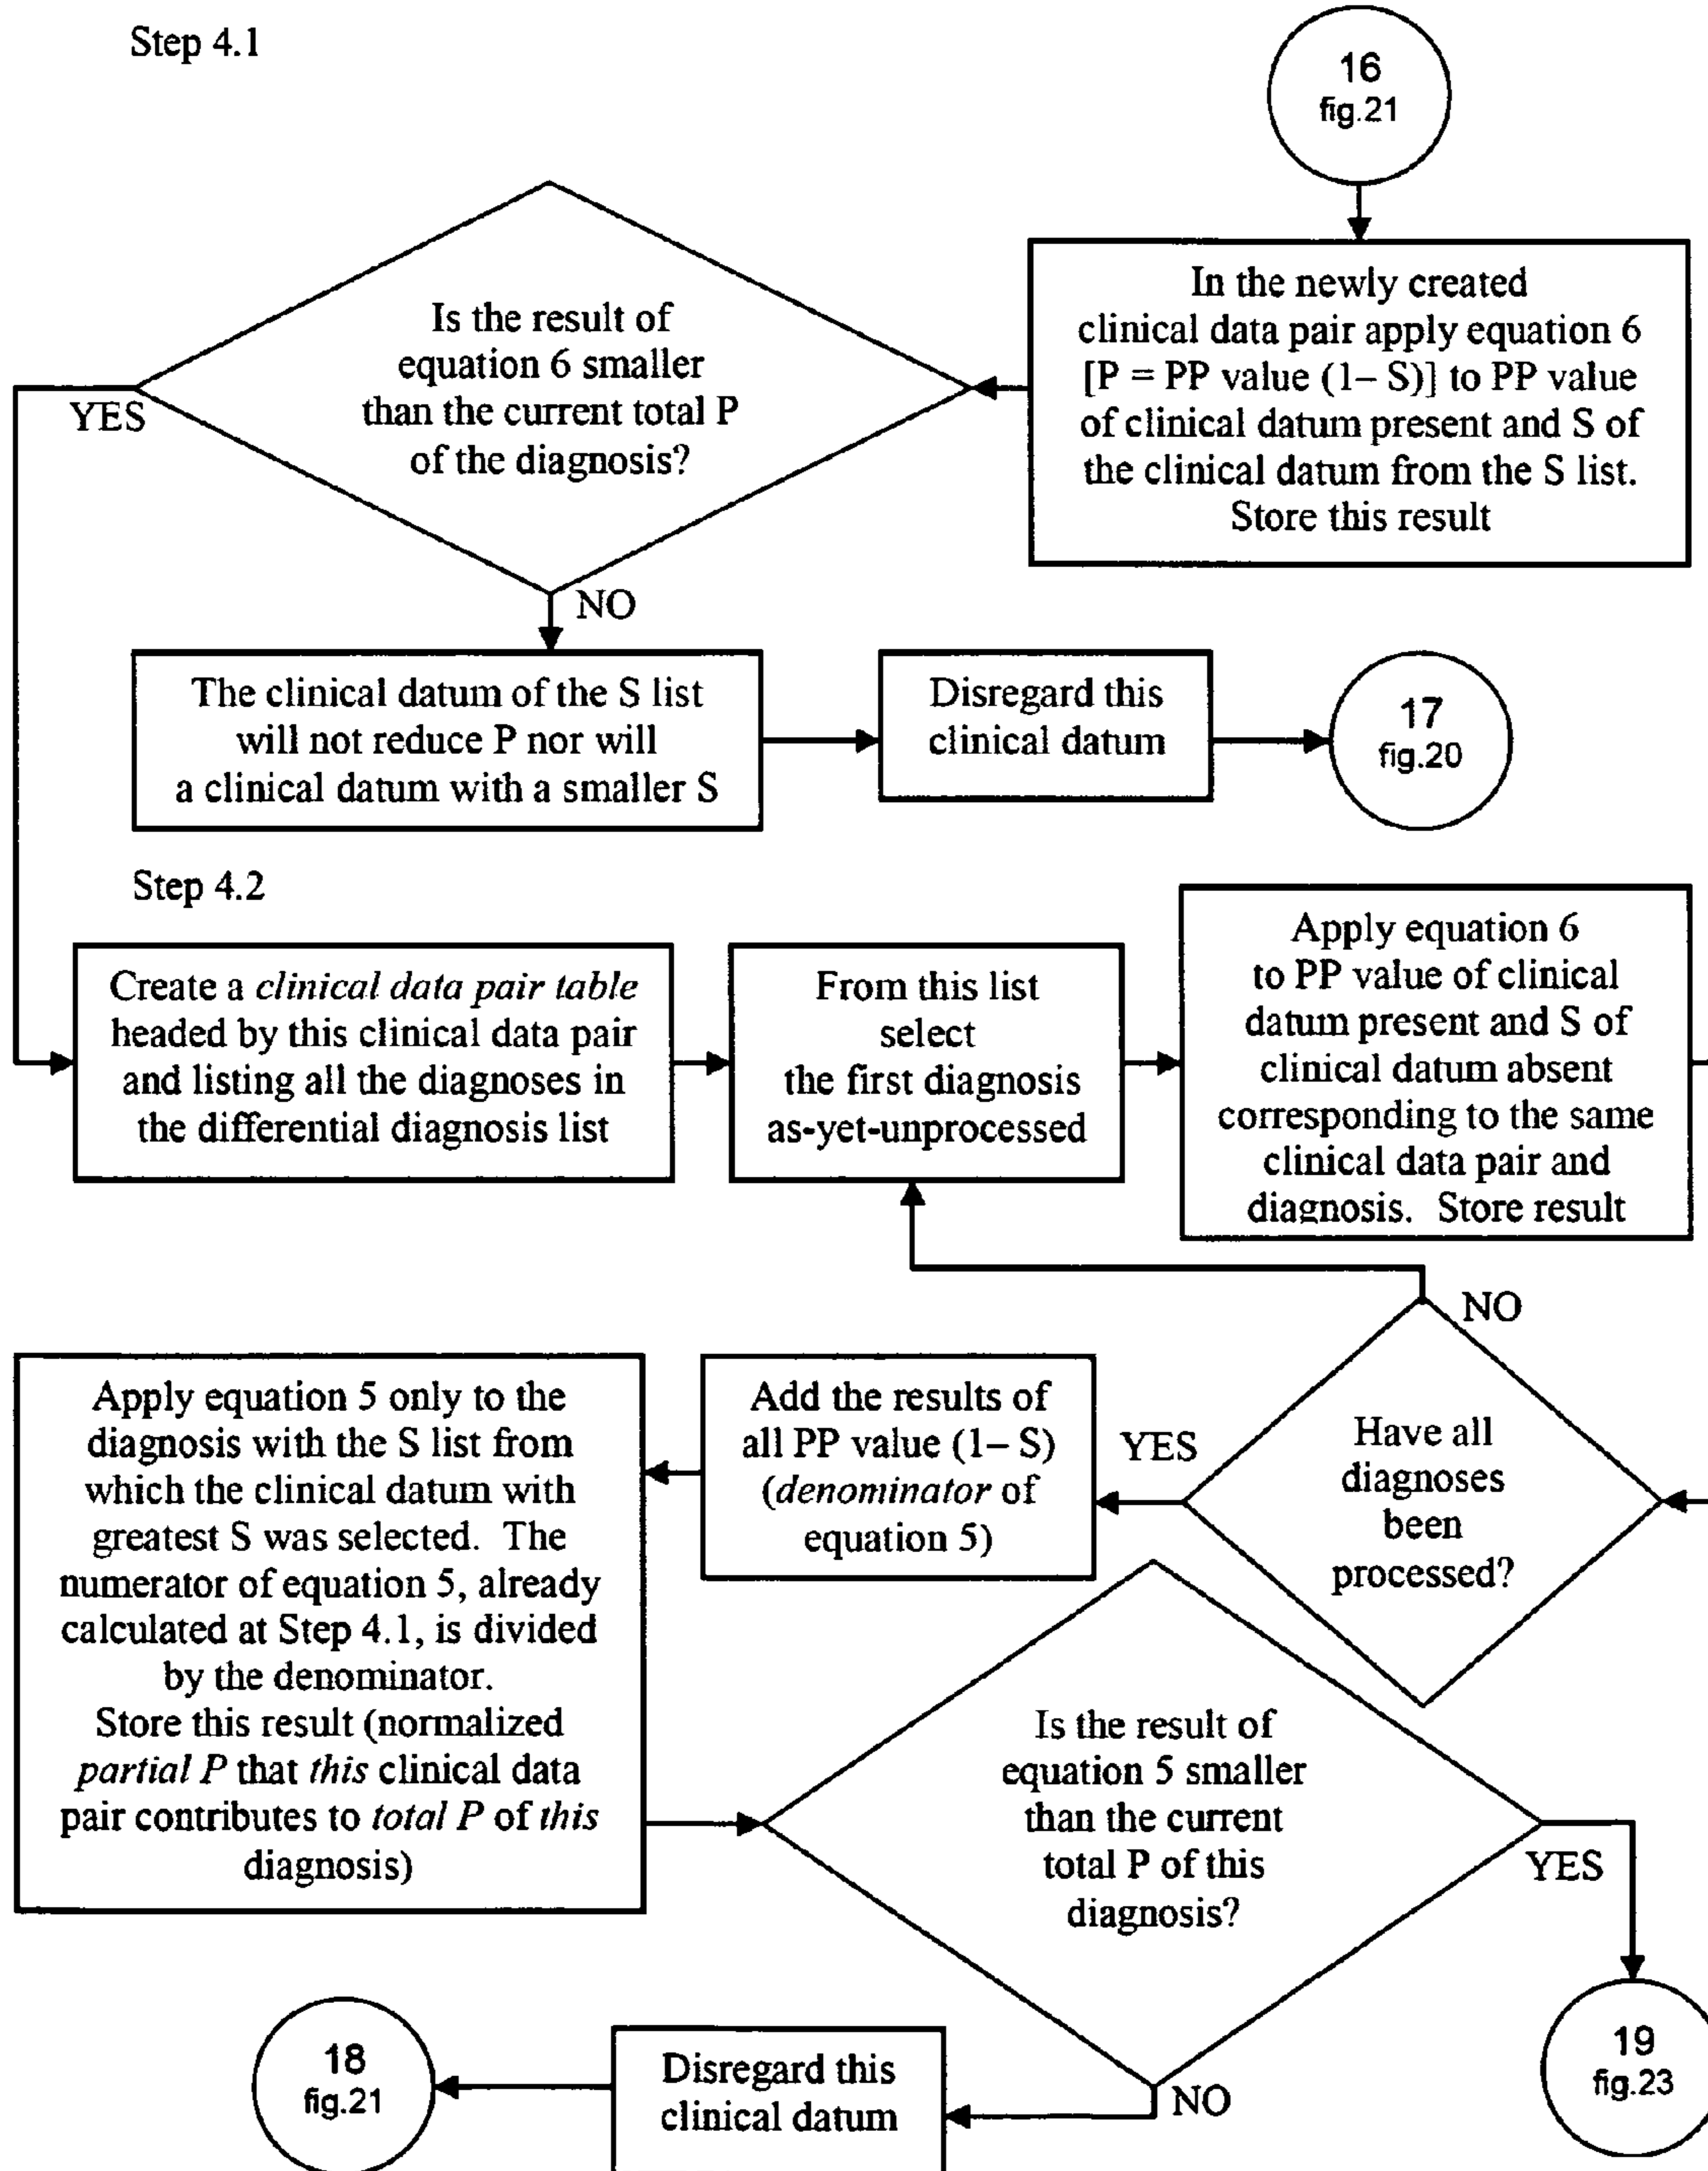 Step 4.1
16
fig.21
In the newly created
clinical data pair apply equation 6
[P = PP value (1– S)] to PP value
of clinical datum present and S of
the clinical datum from the S list.
Store this result
Is the result of
equation 6 smaller
than the current total P
of the diagnosis?
YES
NO
The clinical datum of the S list
will not reduce P nor will
a clinical datum with a smaller S
Disregard this
clinical datum
17
fig.20
Step 4.2
Create a clinical data pair table
headed by this clinical data pair
and listing all the diagnoses in
the differential diagnosis list
From this list
select
the first diagnosis
as-yet-unprocessed
Apply equation 6
to PP value of clinical
datum present and S of
clinical datum absent
corresponding to the same
clinical data pair and
diagnosis. Store result
NO
Have all
diagnoses
been
processed?
YES
Add the results of
all PP value (1– S)
(denominator of
equation 5)
Apply equation 5 only to the
diagnosis with the S list from
which the clinical datum with
greatest S was selected. The
numerator of equation 5, already
calculated at Step 4.1, is divided
by the denominator.
Store this result (normalized
partial P that this clinical data
pair contributes to total P of this
diagnosis)
Is the result of
equation 5 smaller
than the current
total P of this
diagnosis?
YES
19
fig.23
NO
Disregard this
clinical datum
18
fig.21